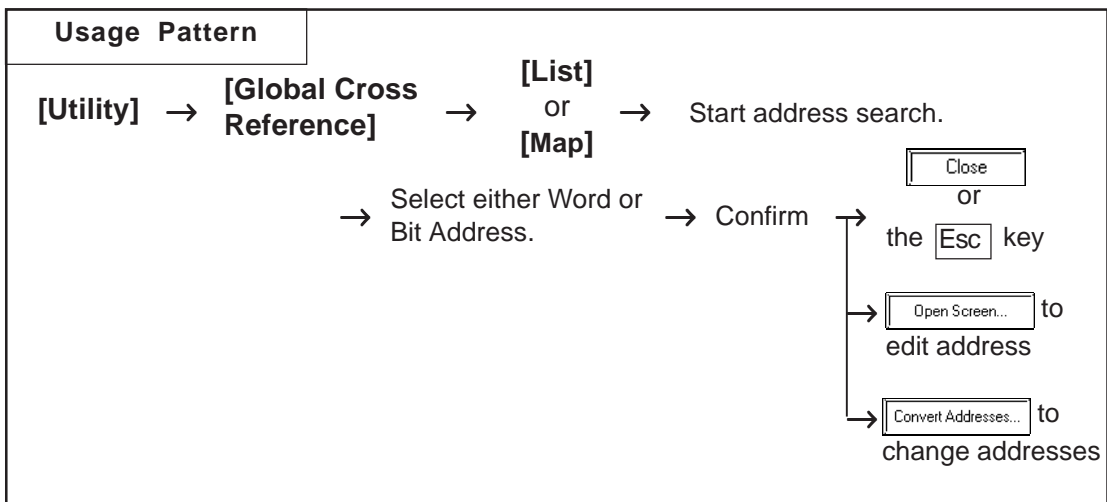 Usage Pattern
[Utility] → [Global Cross
Reference] → [List]
or
[Map] → Start address search.
→ Select either Word or
Bit Address. → Confirm → Close
or
the Esc key
→ Open Screen... to
edit address
→ Convert Addresses... to
change addresses